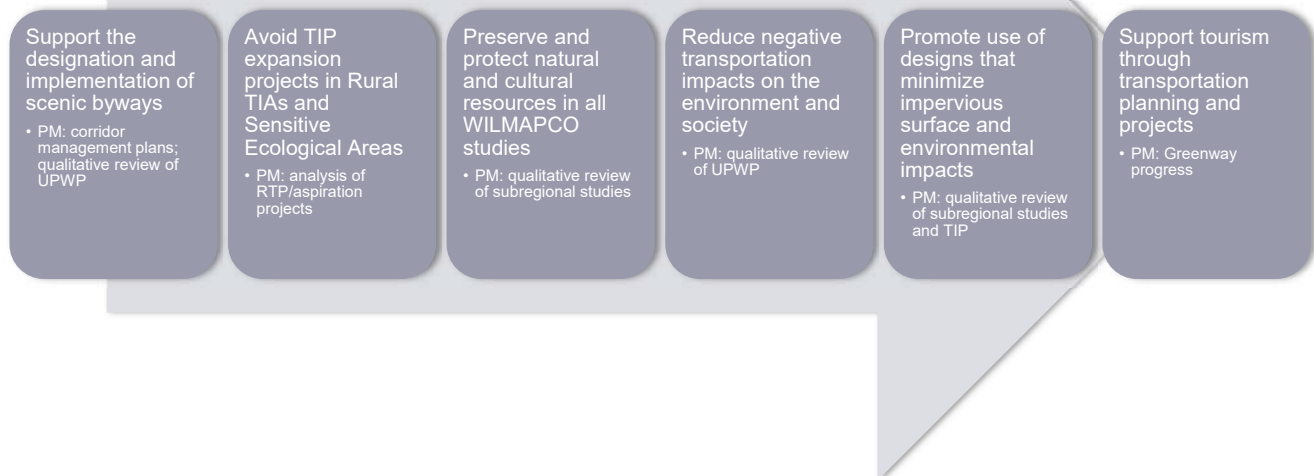 Support the
designation and
implementation of
scenic byways
• PM: corridor
management plans;
qualitative review of
UPWP
Avoid TIP
expansion
projects in Rural
TIAs and
Sensitive
Ecological Areas
• PM: analysis of
RTP/aspiration
projects
Preserve and
protect natural
and cultural
resources in all
WILMAPCO
studies
• PM: qualitative review
of subregional studies
Reduce negative
transportation
impacts on the
environment and
society
• PM: qualitative review
of UPWP
Promote use of
designs that
minimize
impervious
surface and
environmental
impacts
• PM: qualitative review
of subregional studies
and TIP
Support tourism
through
transportation
planning and
projects
• PM: Greenway
progress